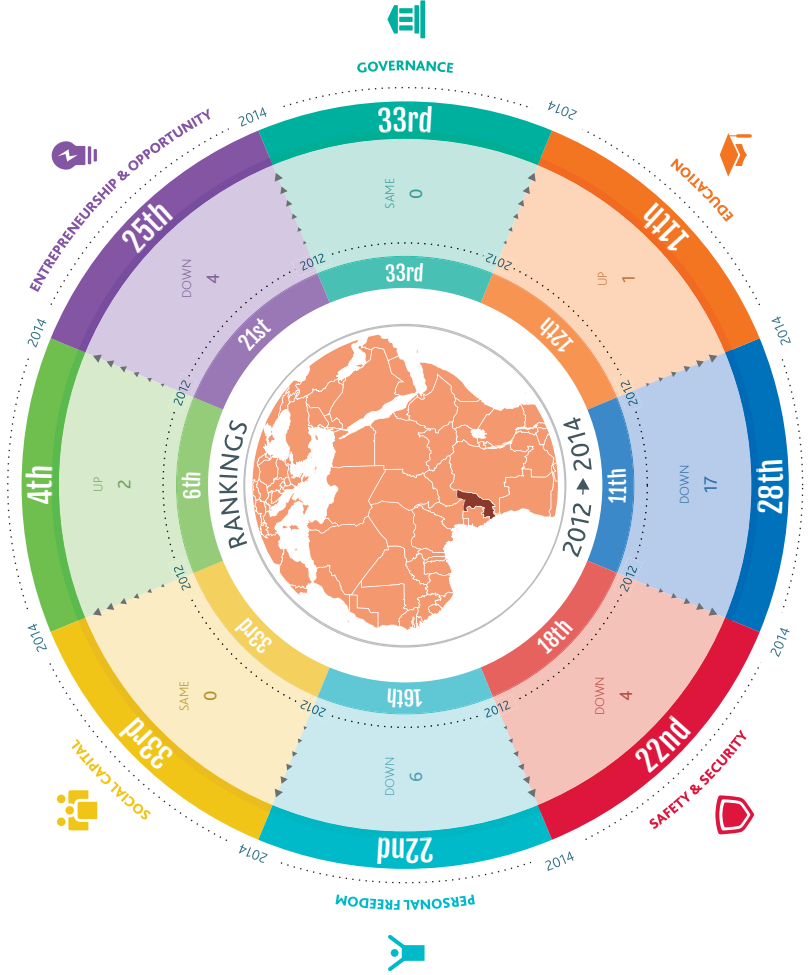 GOVERNANCE
2014
2014
33rd
SAME
0
2012
2012
33rd
EDUCATION
11th
UP
1
12th
2014
2012
28th
DOWN
17
11th
2014
2012
SAFETY & SECURITY
22nd
DOWN
4
18th
2014
2012
PERSONAL FREEDOM
22nd
DOWN
6
16th
2014
2012
SOCIAL CAPITAL
33rd
SAME
0
33rd
2014
2012
4th
UP
2
6th
2014
2012
ENTREPRENEURSHIP & OPPORTUNITY
25th
DOWN
4
21st
RANKINGS
2012 ▶ 2014